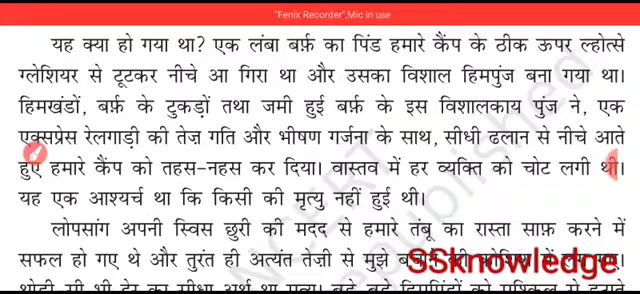 "Fenix Recorder",Mic in use
यह क्या हो गया था? एक लंबा बर्फ़ का पिंड हमारे कैंप के ठीक ऊपर ल्होत्से
ग्लेशियर से टूटकर नीचे आ गिरा था और उसका विशाल हिमपुंज बना गया था।
हिमखंडों, बर्फ़ के टुकड़ों तथा जमी हुई बर्फ़ के इस विशालकाय पुंज ने, एक
एक्सप्रेस रेलगाड़ी की तेज़ गति और भीषण गर्जना के साथ, सीधी ढलान से नीचे आते
हुए हमारे कैंप को तहस-नहस कर दिया। वास्तव में हर व्यक्ति को चोट लगी थी।
यह एक आश्चर्य था कि किसी की मृत्यु नहीं हुई थी।
लोपसांग अपनी स्विस छुरी की मदद से हमारे तंबू का रास्ता साफ़ करने में
सफल हो गए थे और तुरंत ही अत्यंत तेज़ी से मुझे
SSknowledge
NCERT